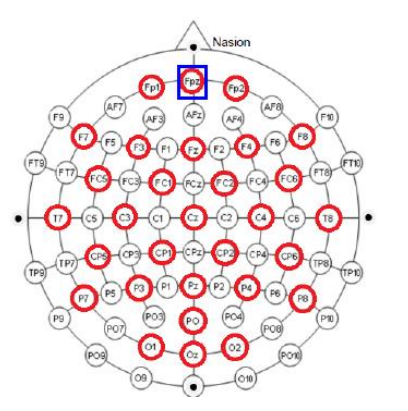 Nasion
Fp1 Fpz Fp2
AF7 AF3 AFz AF4 AF8
F9 F7 F5 F3 F1 Fz F2 F4 F6 F8 F10
FT9 FT7 FC5 FC3 FC1 FCz FC2 FC4 FC6 FT8 FT10
T7 C5 C3 C1 Cz C2 C4 C6 T8
TP9 TP7 CP5 CP3 CP1 CPz CP2 CP4 CP6 TP8 TP10
P9 P7 P5 P3 P1 Pz P2 P4 P6 P8 P10
PO9 PO7 PO3 PO PO4 PO8 PO10
O9 O1 Oz O2 O10